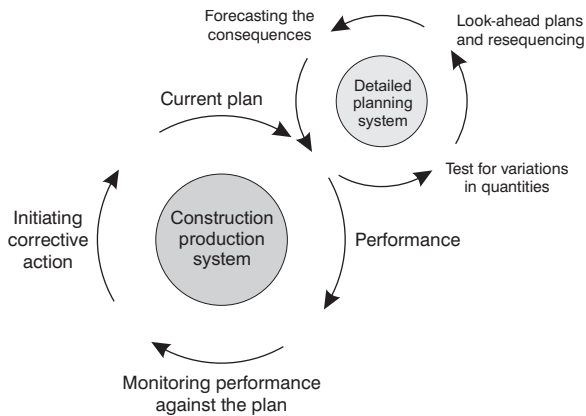 Forecasting the
consequences
Look-ahead plans
and resequencing
Detailed
planning
system
Current plan
Test for variations
in quantities
Initiating
corrective
action
Construction
production
system
Performance
Monitoring performance
against the plan